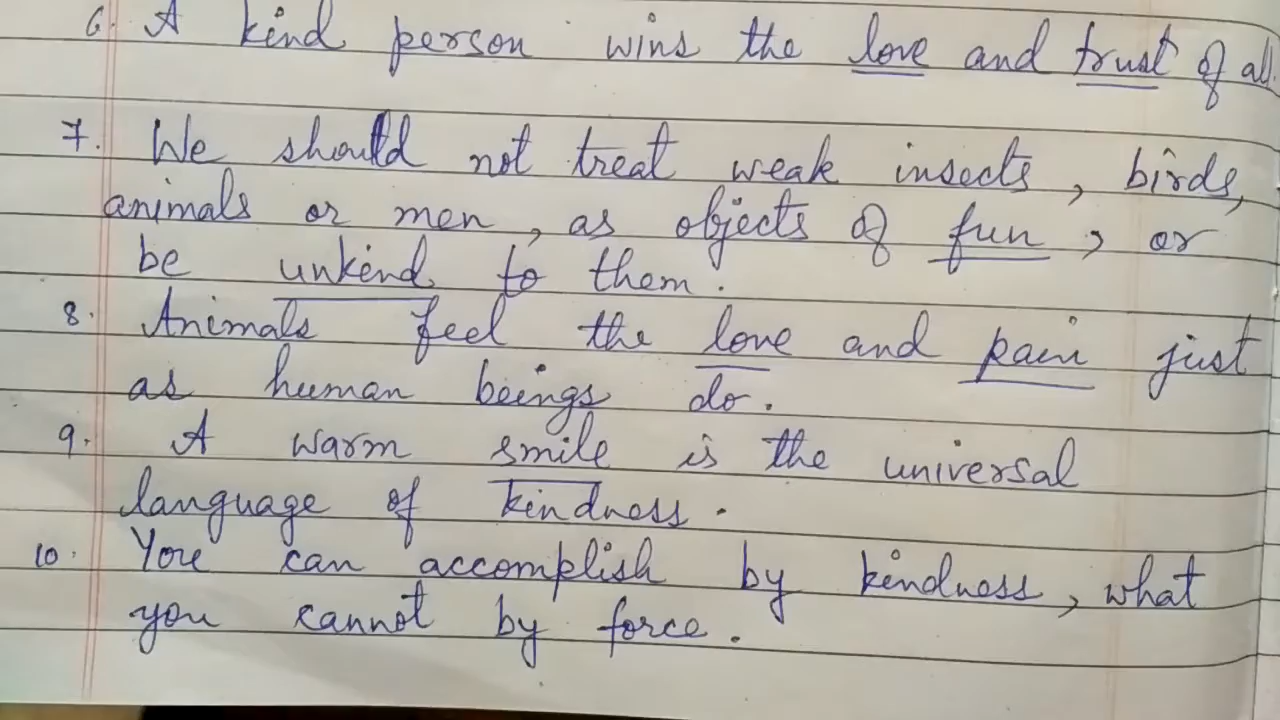 6. A kind person wins the love and trust of all.
7. We should not treat weak insects, birds,
animals or men, as objects of fun, or
be unkind to them.
8. Animals feel the love and pain just
as human beings do.
9. A warm smile is the universal
language of kindness.
10. You can accomplish by kindness, what
you cannot by force.